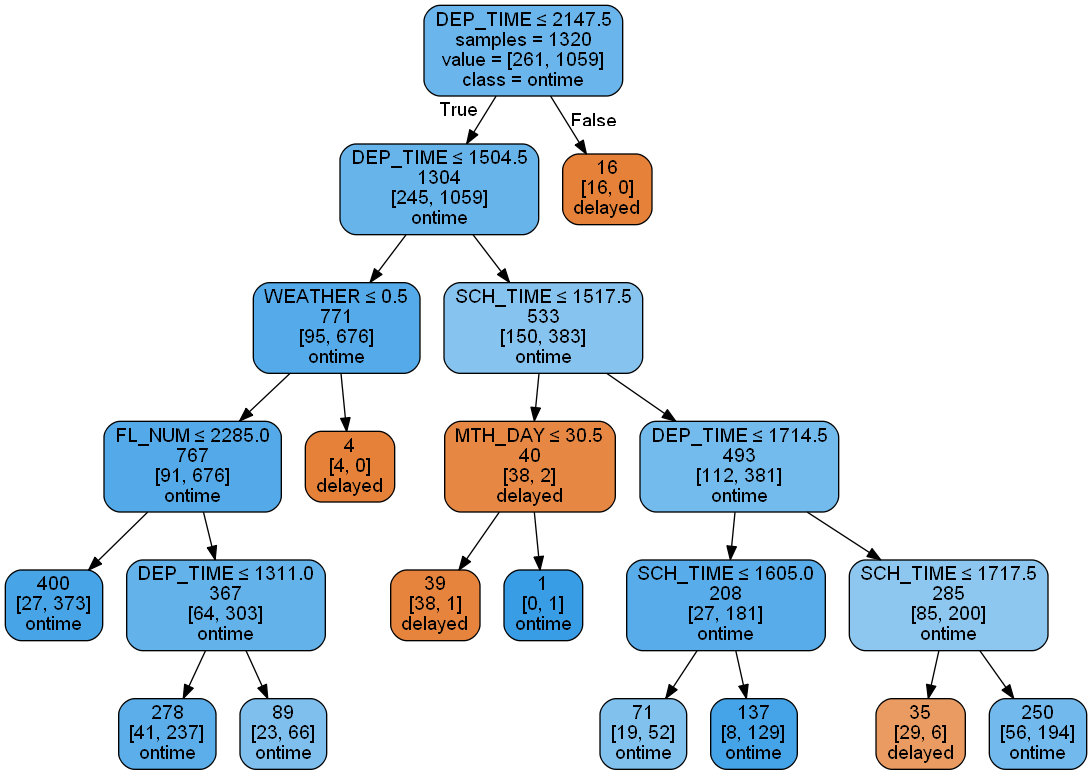 DEP_TIME ≤ 2147.5
samples = 1320
value = [261, 1059]
class = ontime
True
False
DEP_TIME ≤ 1504.5
1304
[245, 1059]
ontime
16
[16, 0]
delayed
WEATHER ≤ 0.5
771
[95, 676]
ontime
SCH_TIME ≤ 1517.5
533
[150, 383]
ontime
FL_NUM ≤ 2285.0
767
[91, 676]
ontime
4
[4, 0]
delayed
MTH_DAY ≤ 30.5
40
[38, 2]
delayed
DEP_TIME ≤ 1714.5
493
[112, 381]
ontime
400
[27, 373]
ontime
DEP_TIME ≤ 1311.0
367
[64, 303]
ontime
39
[38, 1]
delayed
1
[0, 1]
ontime
SCH_TIME ≤ 1605.0
208
[27, 181]
ontime
SCH_TIME ≤ 1717.5
285
[85, 200]
ontime
278
[41, 237]
ontime
89
[23, 66]
ontime
71
[19, 52]
ontime
137
[8, 129]
ontime
35
[29, 6]
delayed
250
[56, 194]
ontime